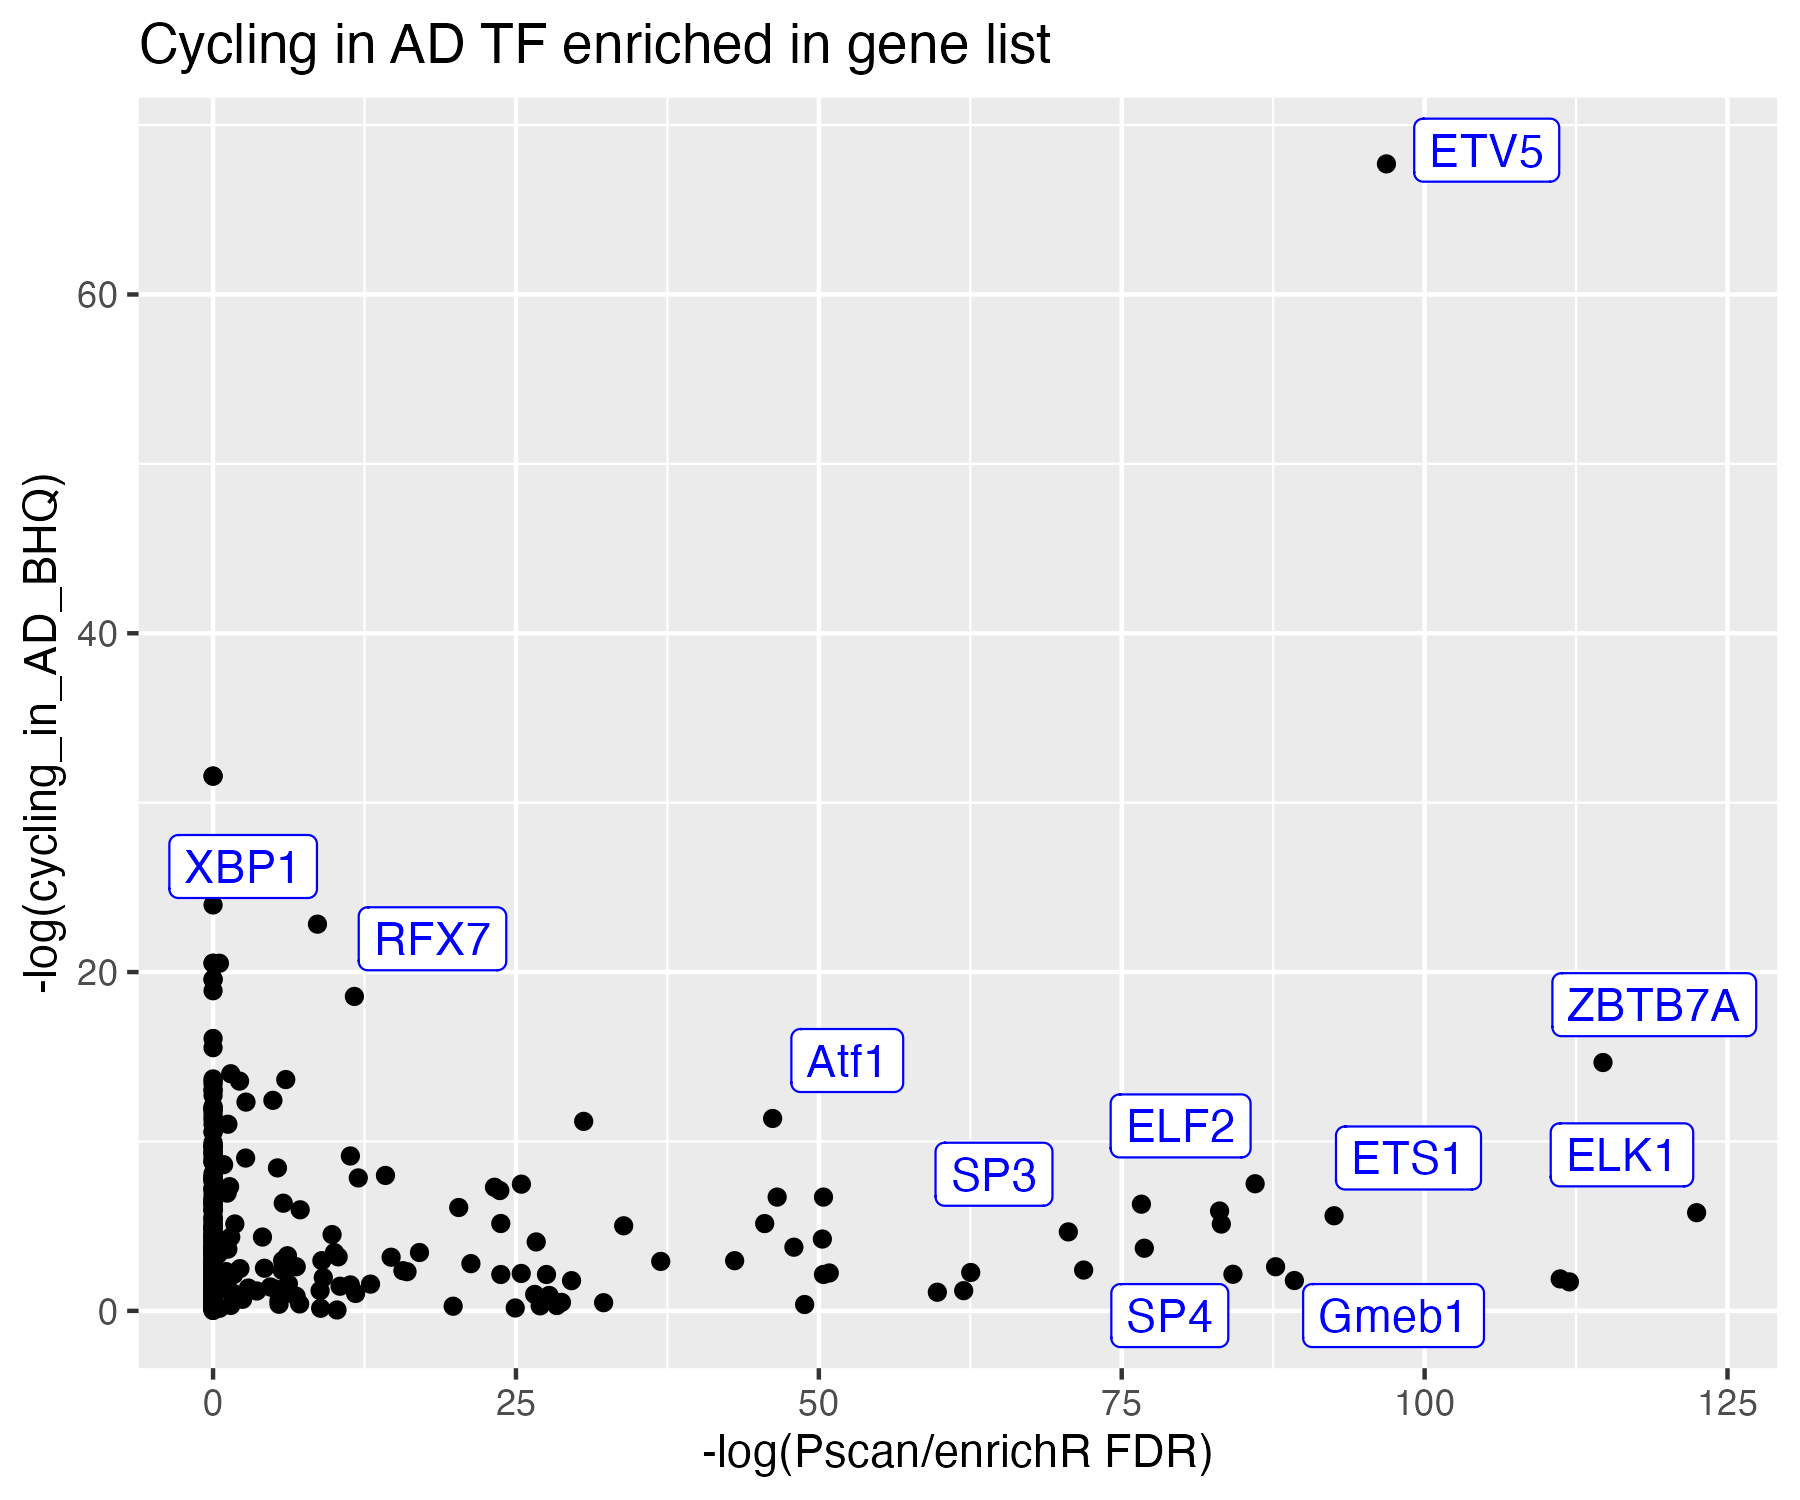 Cycling in AD TF enriched in gene list
ETV5
60
-log(cycling_in_AD_BHQ)
40
XBP1
RFX7
20
ZBTB7A
Atf1
ELF2
ETS1
ELK1
SP3
0
SP4
Gmeb1
0 25 50 75 100 125
-log(Pscan/enrichR FDR)